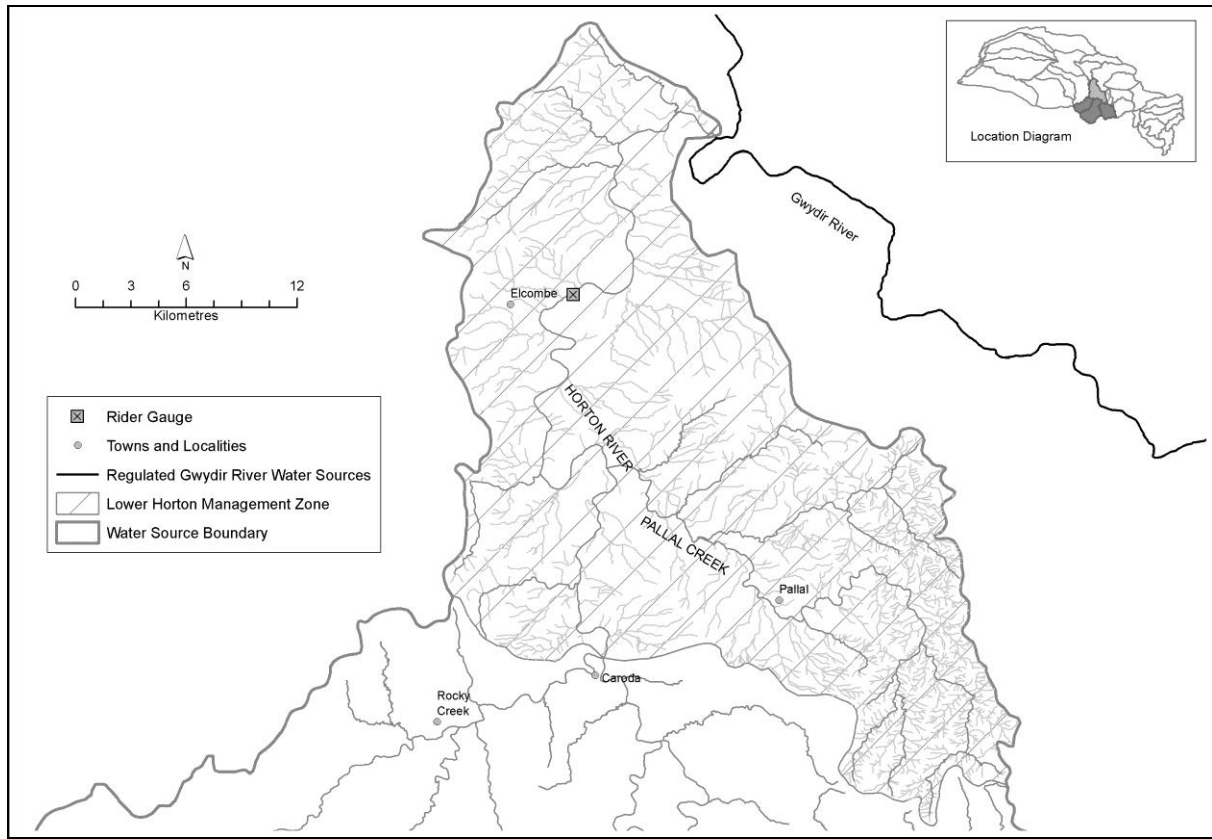 Location Diagram
Gwydir River
N
0 3 6 12
Kilometres
Elcombe
HORTON RIVER
PALLAL CREEK
Pallal
Caroda
Rocky
Creek
Rider Gauge
Towns and Localities
Regulated Gwydir River Water Sources
Lower Horton Management Zone
Water Source Boundary